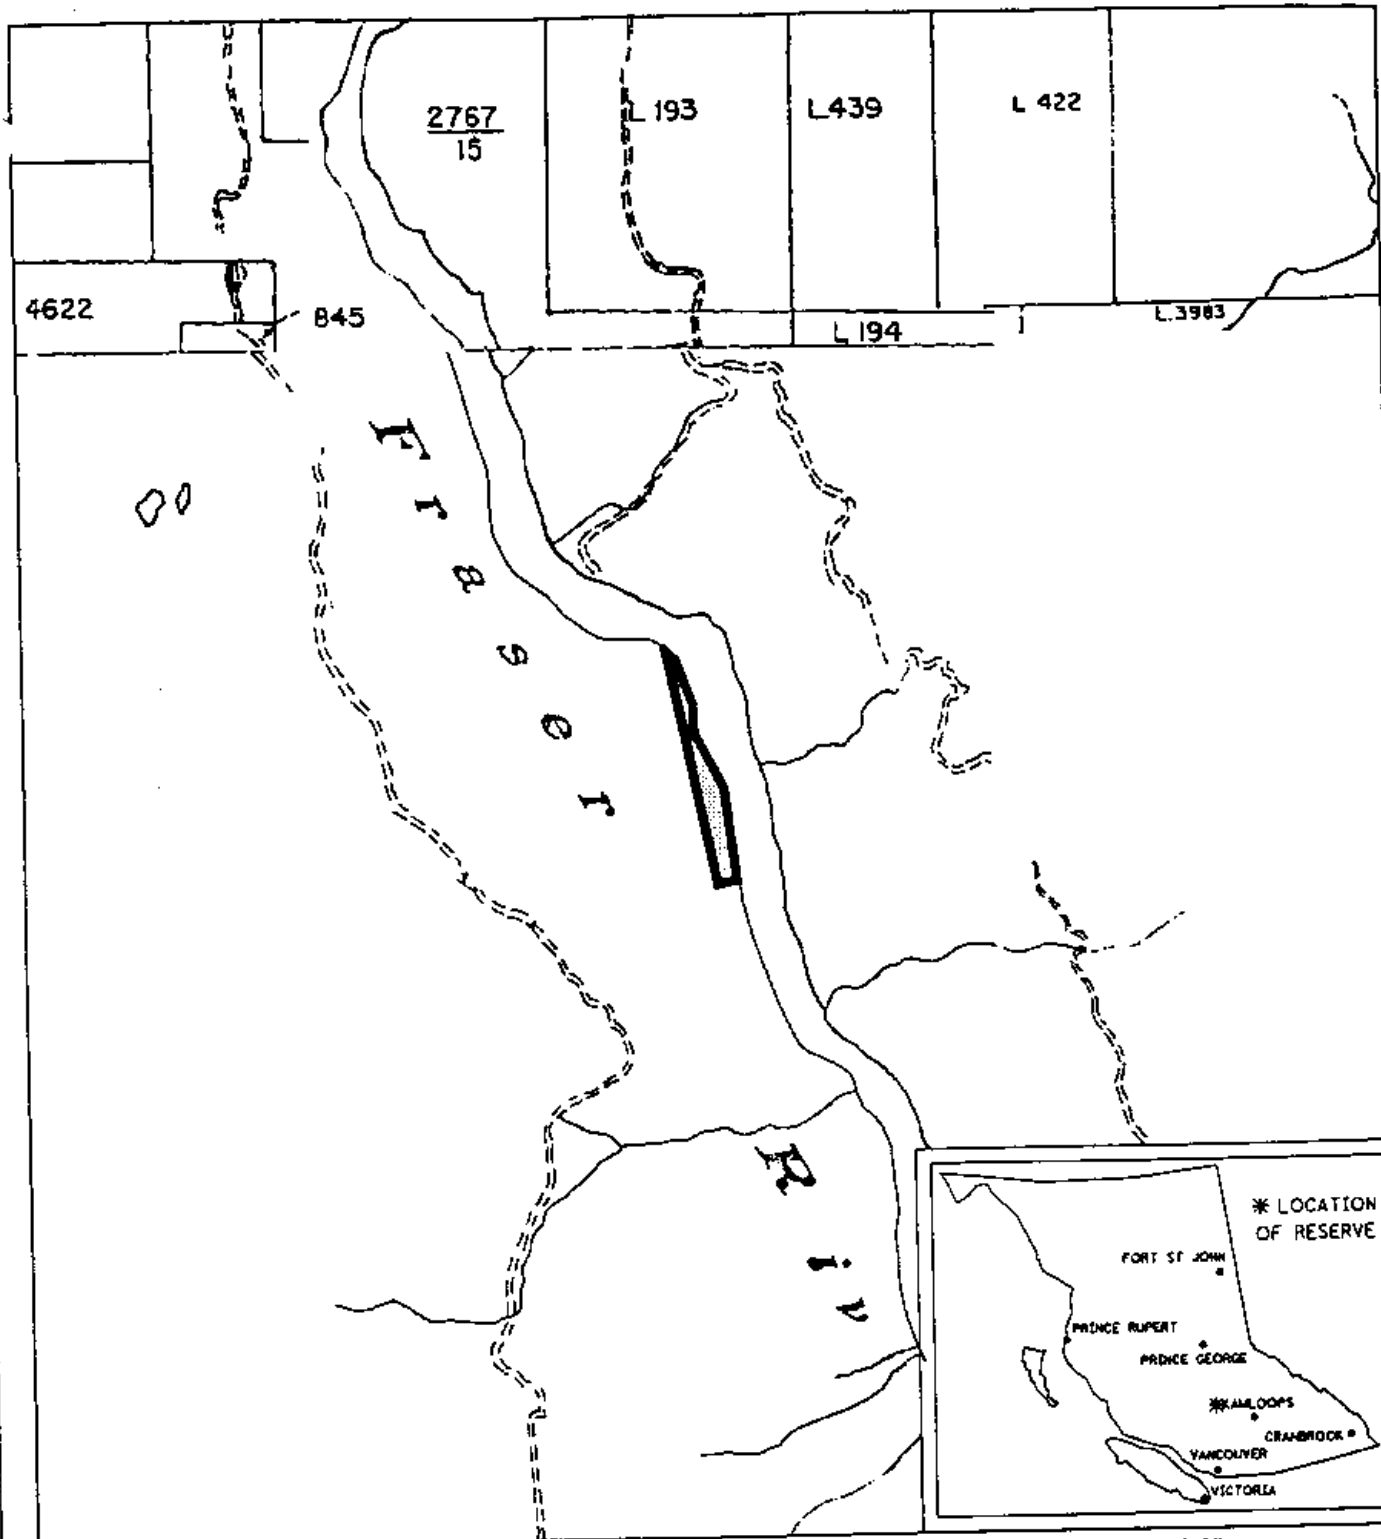 2767
15
L 193
L 439
L 422
4622
845
L 194
L.3983
Fraser
Riv
✳ LOCATION
OF RESERVE
FORT ST JOHN
PRINCE RUPERT
PRINCE GEORGE
✳KAMLOOPS
CRANBROOK
VANCOUVER
VICTORIA